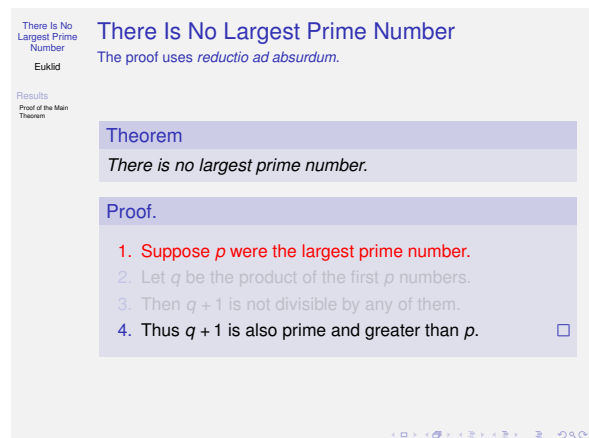 There Is No
Largest Prime
Number
Euklid
Results
Proof of the Main
Theorem
There Is No Largest Prime Number
The proof uses reductio ad absurdum.
Theorem
There is no largest prime number.
Proof.
1. Suppose p were the largest prime number.
2. Let q be the product of the first p numbers.
3. Then q + 1 is not divisible by any of them.
4. Thus q + 1 is also prime and greater than p.